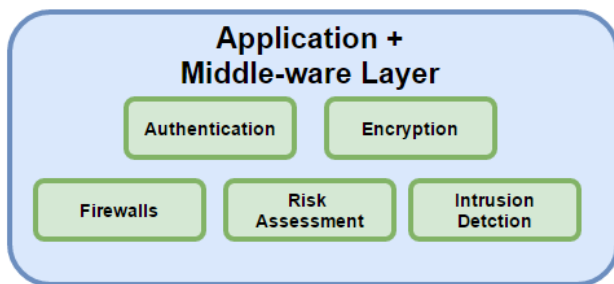 Application +
Middle-ware Layer
Authentication
Encryption
Firewalls
Risk
Assessment
Intrusion
Detction